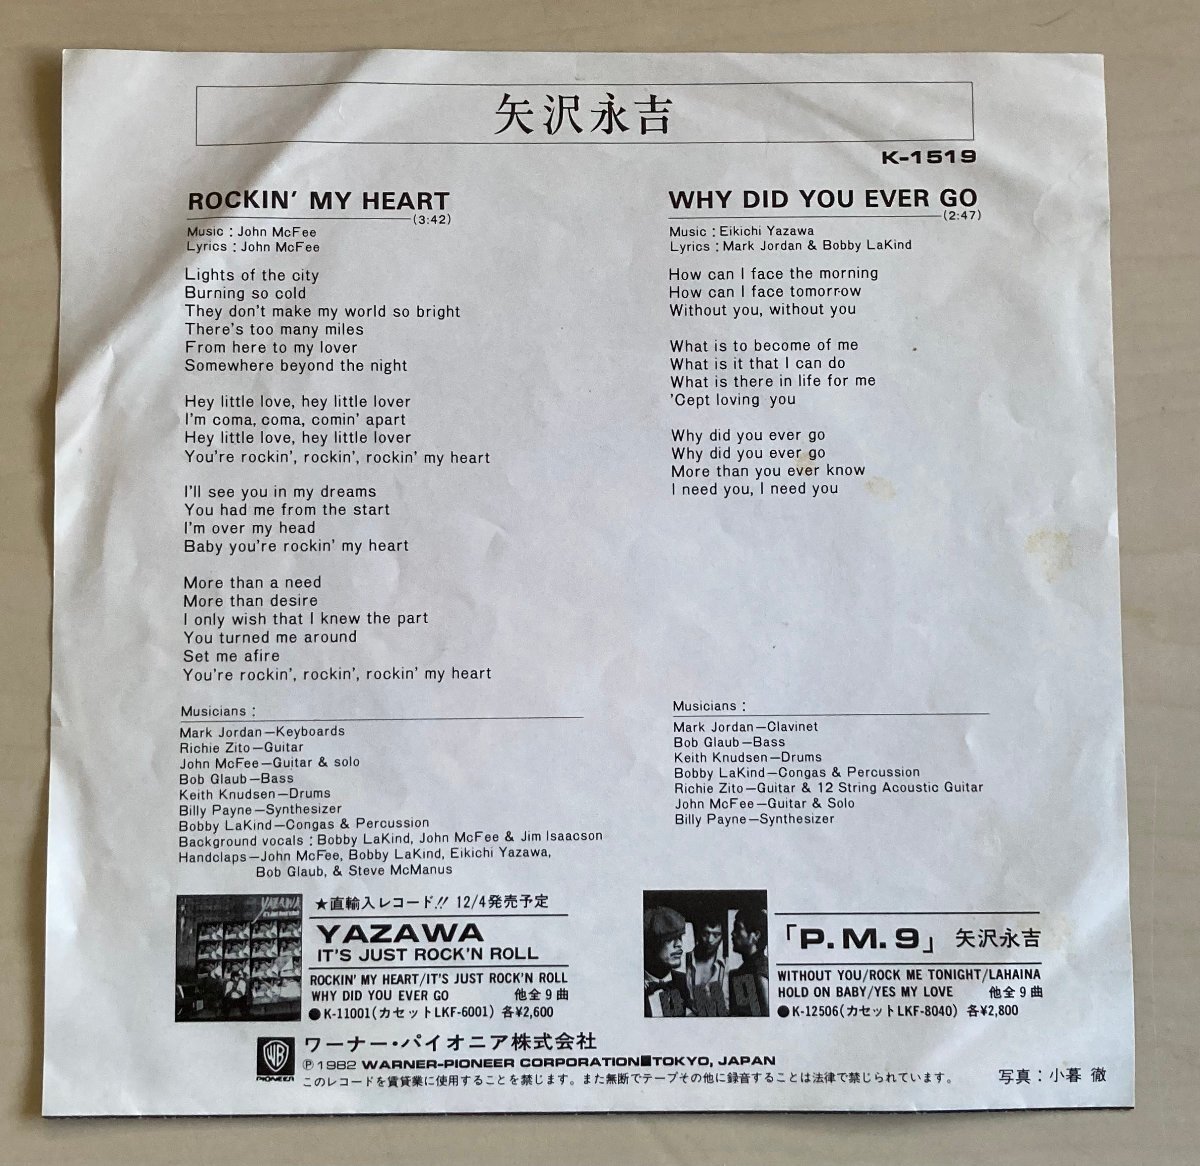 矢沢永吉
K-1519
ROCKIN' MY HEART
(3:42)
Music : John McFee
Lyrics : John McFee
Lights of the city
Burning so cold
They don't make my world so bright
There's too many miles
From here to my lover
Somewhere beyond the night
Hey little love, hey little lover
I'm coma, coma, comin' apart
Hey little love, hey little lover
You're rockin', rockin', rockin' my heart
I'll see you in my dreams
You had me from the start
I'm over my head
Baby you're rockin' my heart
More than a need
More than desire
I only wish that I knew the part
You turned me around
Set me afire
You're rockin', rockin', rockin' my heart
Musicians :
Mark Jordan—Keyboards
Richie Zito—Guitar
John McFee—Guitar & solo
Bob Glaub—Bass
Keith Knudsen—Drums
Billy Payne—Synthesizer
Bobby LaKind—Congas & Percussion
Background vocals : Bobby LaKind, John McFee & Jim Isaacson
Handclaps—John McFee, Bobby LaKind, Eikichi Yazawa,
Bob Glaub, & Steve McManus
WHY DID YOU EVER GO
(2:47)
Music : Eikichi Yazawa
Lyrics : Mark Jordan & Bobby LaKind
How can I face the morning
How can I face tomorrow
Without you, without you
What is to become of me
What is it that I can do
What is there in life for me
'Cept loving you
Why did you ever go
Why did you ever go
More than you ever know
I need you, I need you
Musicians :
Mark Jordan—Clavinet
Bob Glaub—Bass
Keith Knudsen—Drums
Bobby LaKind—Congas & Percussion
Richie Zito—Guitar & 12 String Acoustic Guitar
John McFee—Guitar & Solo
Billy Payne—Synthesizer
YAZAWA
★直輸入レコード!! 12/4発売予定
YAZAWA
IT'S JUST ROCK'N ROLL
ROCKIN' MY HEART/IT'S JUST ROCK'N ROLL
WHY DID YOU EVER GO 他全9曲
●K-11001(カセットLKF-6001) 各¥2,600
P.M.9
「P.M.9」 矢沢永吉
WITHOUT YOU/ROCK ME TONIGHT/LAHAINA
HOLD ON BABY/YES MY LOVE 他全9曲
●K-12506(カセットLKF-8040) 各¥2,800
WB
PIONEER
ワーナー・パイオニア株式会社
Ⓟ1982 WARNER-PIONEER CORPORATION■TOKYO, JAPAN
このレコードを賃貸業に使用することを禁じます。また無断でテープその他に録音することは法律で禁じられています。
写真：小暮 徹